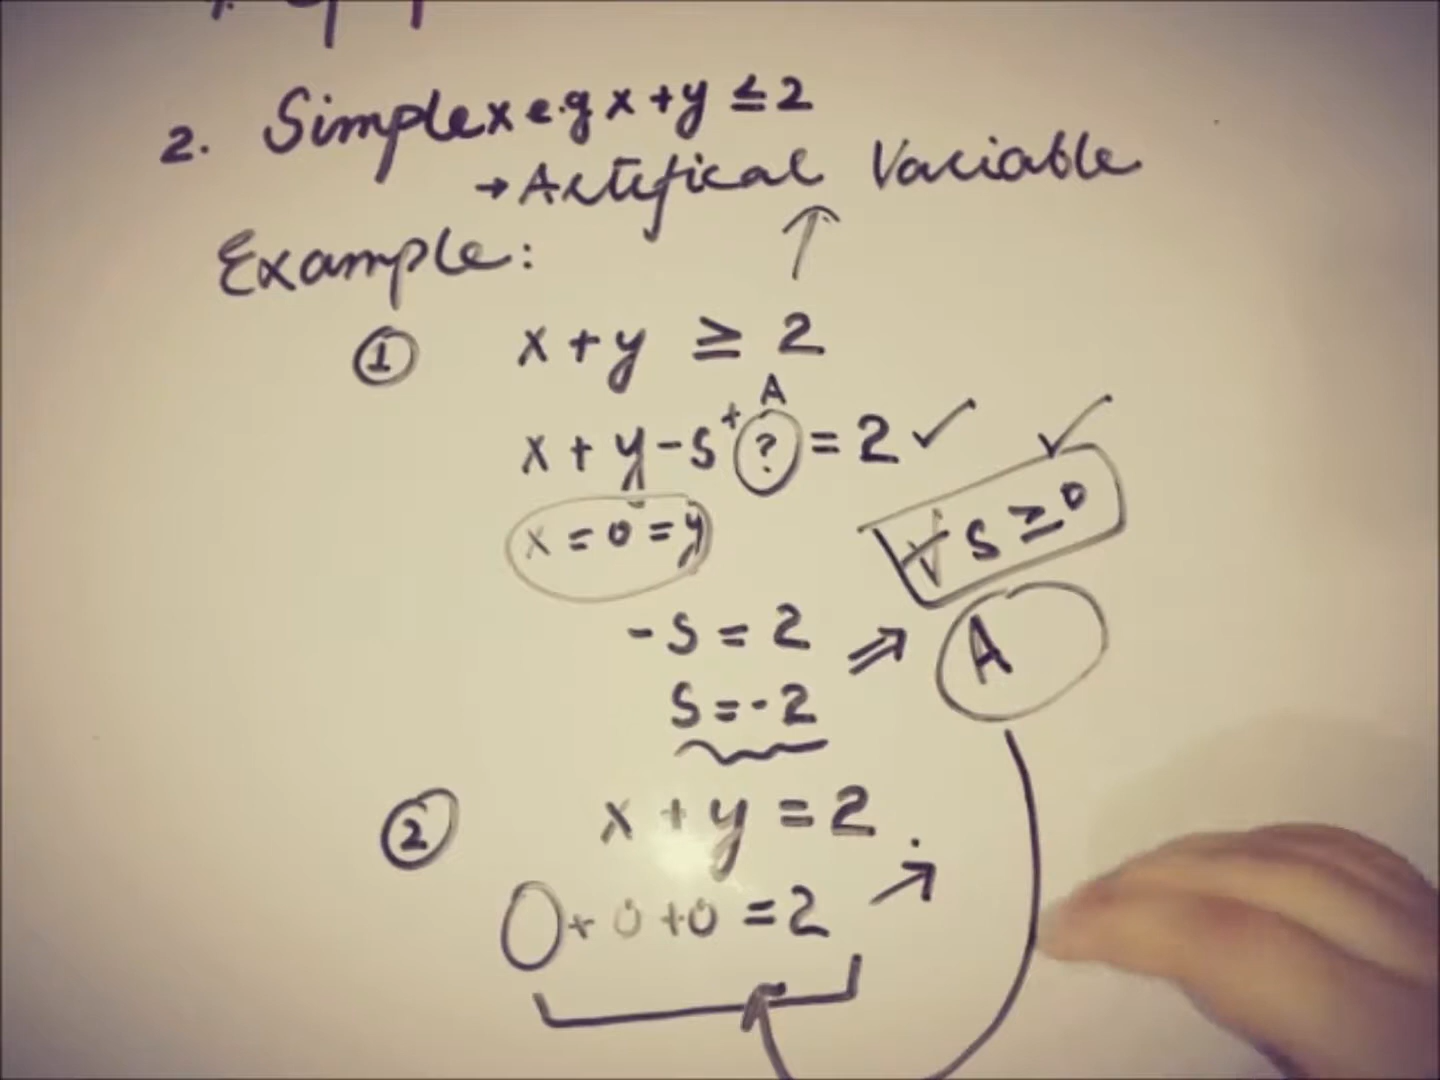 2. Simplex e.g x + y ≤ 2
→ Artifical Variable
Example:
① x + y ≥ 2
A
x + y - s + ? = 2 ✓
x = 0 = y
∀ s ≥ 0 ✓
- s = 2 ⇒ A
s = - 2
② x + y = 2
0 + 0 + 0 = 2